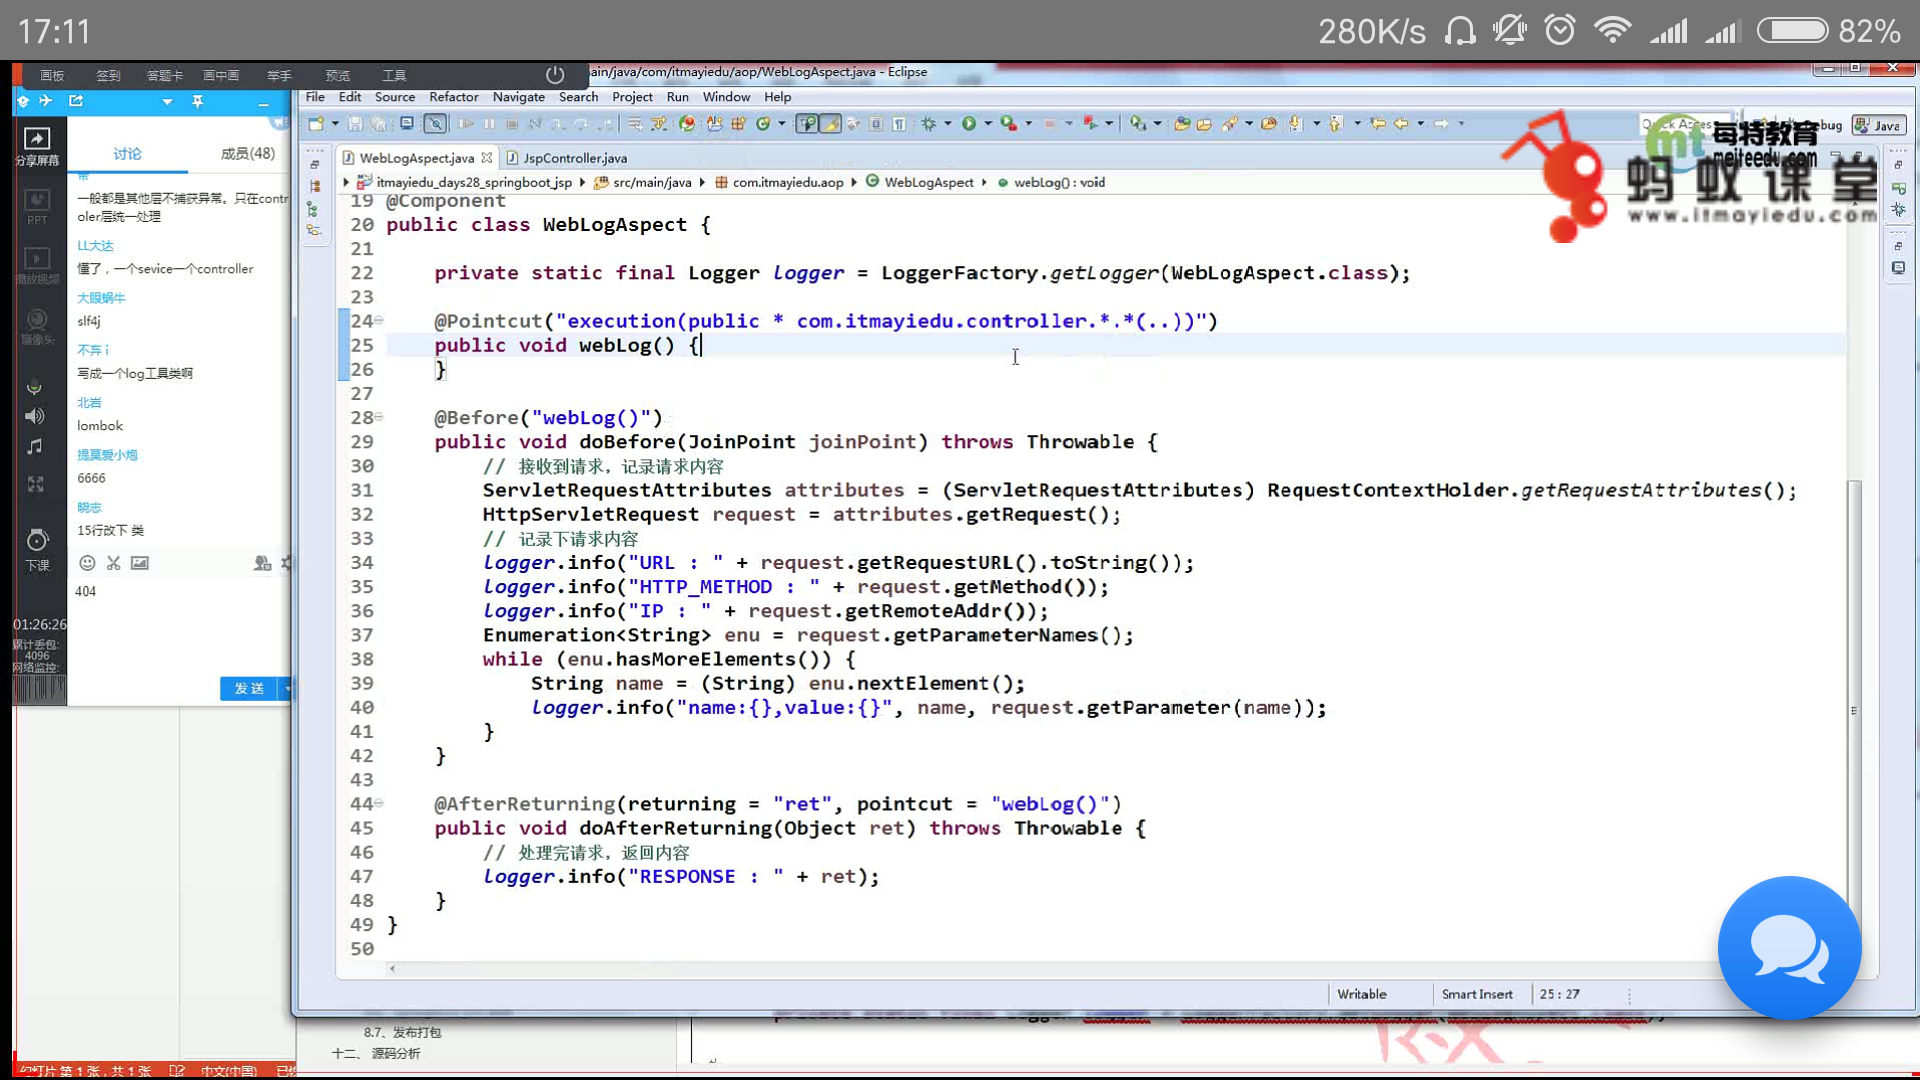 17:11
280K/s
82%
画板 签到 答题卡 画中画 举手 预览 工具
ain/java/com/itmayiedu/aop/WebLogAspect.java - Eclipse
File Edit Source Refactor Navigate Search Project Run Window Help
Quick Access
Debug
Java
每特教育
meiteedu.com
蚂蚁课堂
www.itmayiedu.com
分享屏幕
PPT
播放视频
摄像头
下课
01:26:26
累计丢包:
4096
网络监控:
讨论
成员(48)
一般都是其他层不捕获异常。只在contr
oler层统一处理
LL大达
懂了，一个sevice一个controller
大眼蜗牛
slf4j
不弃 i
写成一个log工具类啊
北岩
lombok
提莫爱小炮
6666
晓志
15行改下 类
404
发送
WebLogAspect.java
JspController.java
itmayiedu_days28_springboot_jsp
src/main/java
com.itmayiedu.aop
WebLogAspect
webLog() : void
19 @Component
20 public class WebLogAspect {
21
22 private static final Logger logger = LoggerFactory.getLogger(WebLogAspect.class);
23
24 @Pointcut("execution(public * com.itmayiedu.controller.*.*(..))")
25 public void webLog() {
26 }
27
28 @Before("webLog()")
29 public void doBefore(JoinPoint joinPoint) throws Throwable {
30 // 接收到请求，记录请求内容
31 ServletRequestAttributes attributes = (ServletRequestAttributes) RequestContextHolder.getRequestAttributes();
32 HttpServletRequest request = attributes.getRequest();
33 // 记录下请求内容
34 logger.info("URL : " + request.getRequestURL().toString());
35 logger.info("HTTP_METHOD : " + request.getMethod());
36 logger.info("IP : " + request.getRemoteAddr());
37 Enumeration<String> enu = request.getParameterNames();
38 while (enu.hasMoreElements()) {
39 String name = (String) enu.nextElement();
40 logger.info("name:{},value:{}", name, request.getParameter(name));
41 }
42 }
43
44 @AfterReturning(returning = "ret", pointcut = "webLog()")
45 public void doAfterReturning(Object ret) throws Throwable {
46 // 处理完请求，返回内容
47 logger.info("RESPONSE : " + ret);
48 }
49 }
50
Writable
Smart Insert
25 : 27
8.7、发布打包
十二、 源码分析
幻灯片 第 1 张，共 1 张
中文(中国)